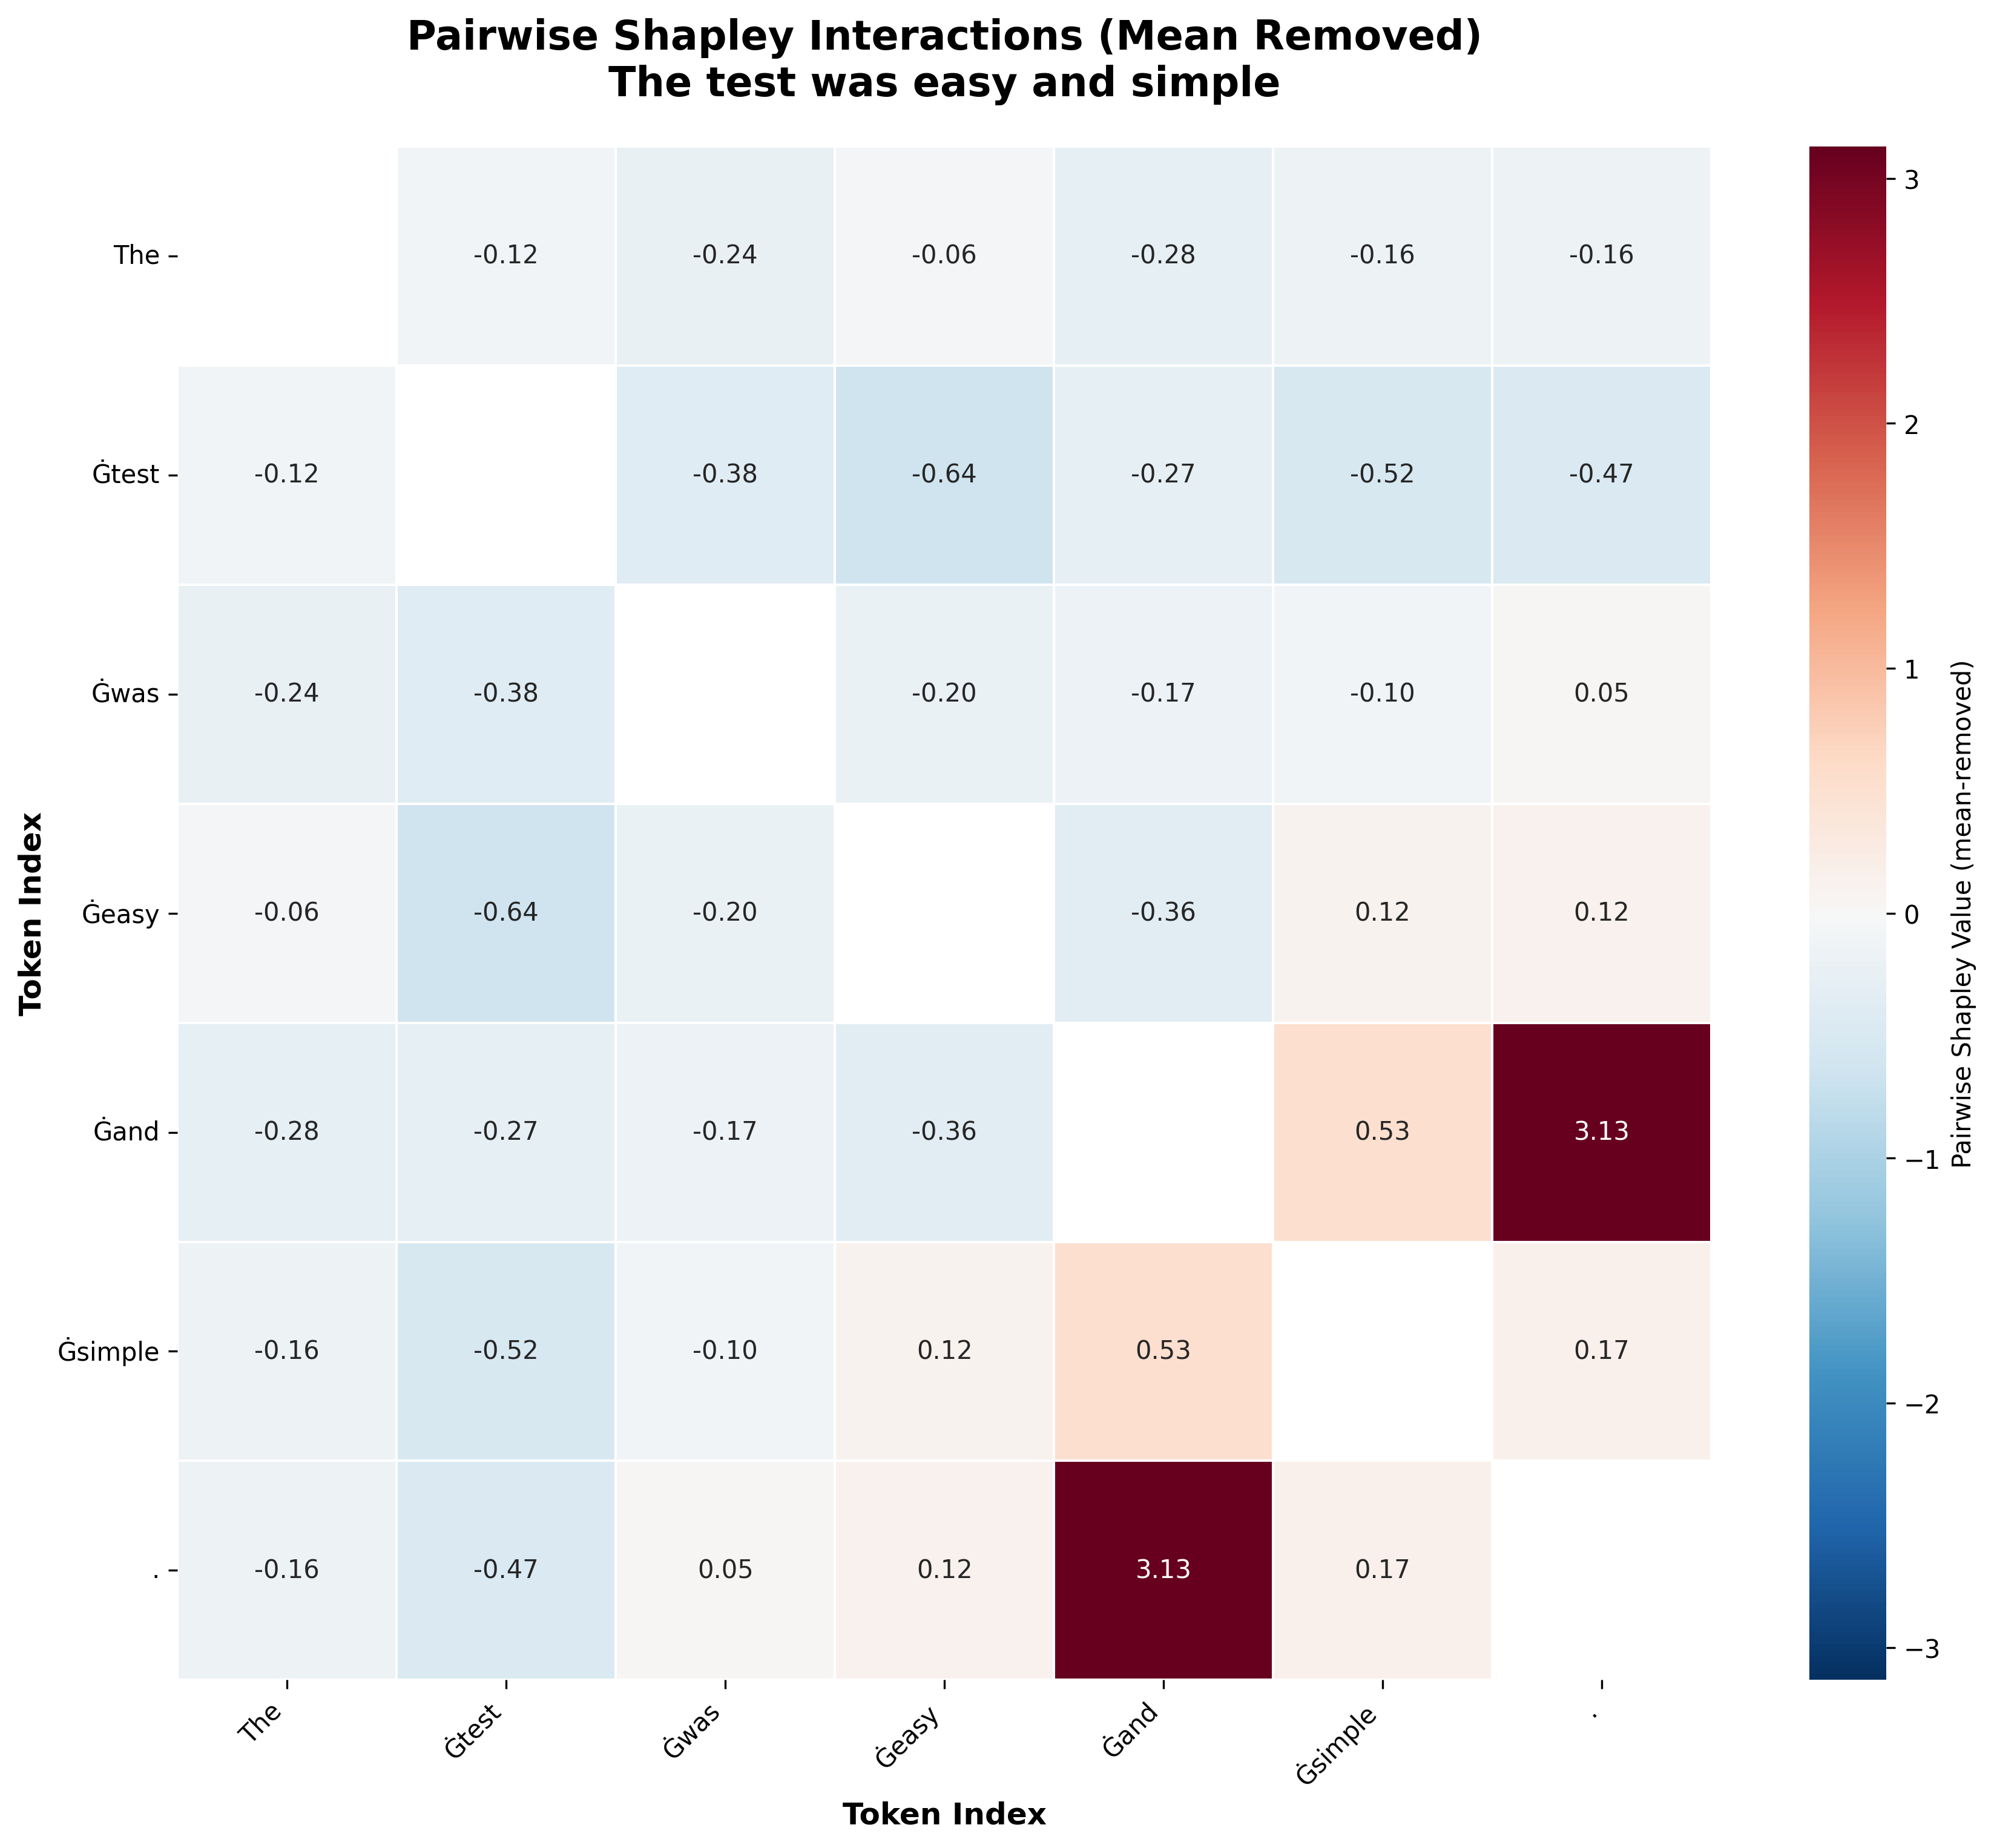 Pairwise Shapley Interactions (Mean Removed)
The test was easy and simple
The
-0.12 -0.24 -0.06 -0.28 -0.16 -0.16
Ġtest
-0.12 -0.38 -0.64 -0.27 -0.52 -0.47
Ġwas
-0.24 -0.38 -0.20 -0.17 -0.10 0.05
Ġeasy
-0.06 -0.64 -0.20 -0.36 0.12 0.12
Ġand
-0.28 -0.27 -0.17 -0.36 0.53 3.13
Ġsimple
-0.16 -0.52 -0.10 0.12 0.53 0.17
.
-0.16 -0.47 0.05 0.12 3.13 0.17
The Ġtest Ġwas Ġeasy Ġand Ġsimple .
Token Index
Token Index
3
2
1
0
−1
−2
−3
Pairwise Shapley Value (mean-removed)